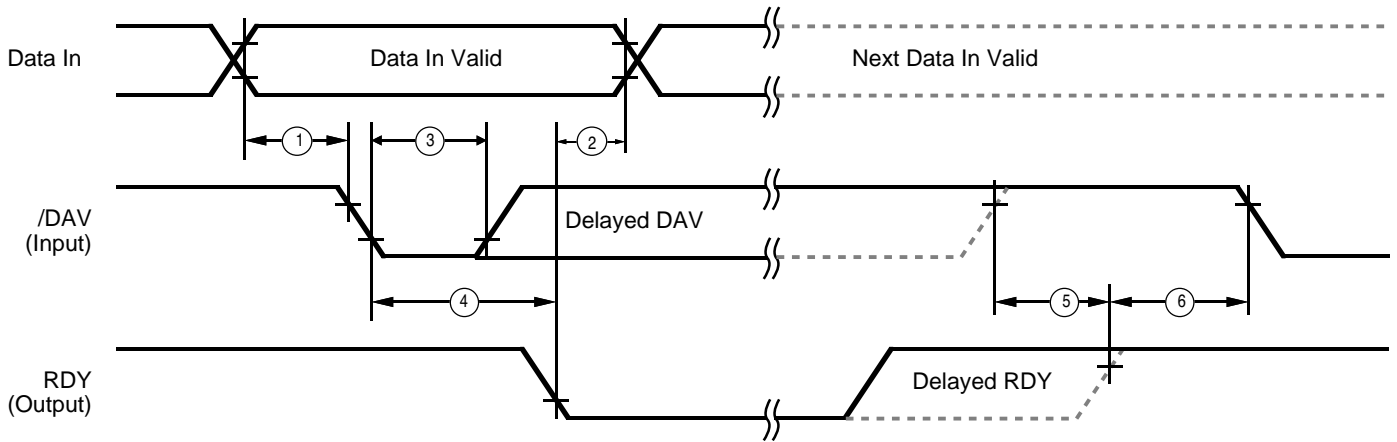 Data In
Data In Valid
Next Data In Valid
1
3
2
/DAV
(Input)
Delayed DAV
4
5
6
RDY
(Output)
Delayed RDY